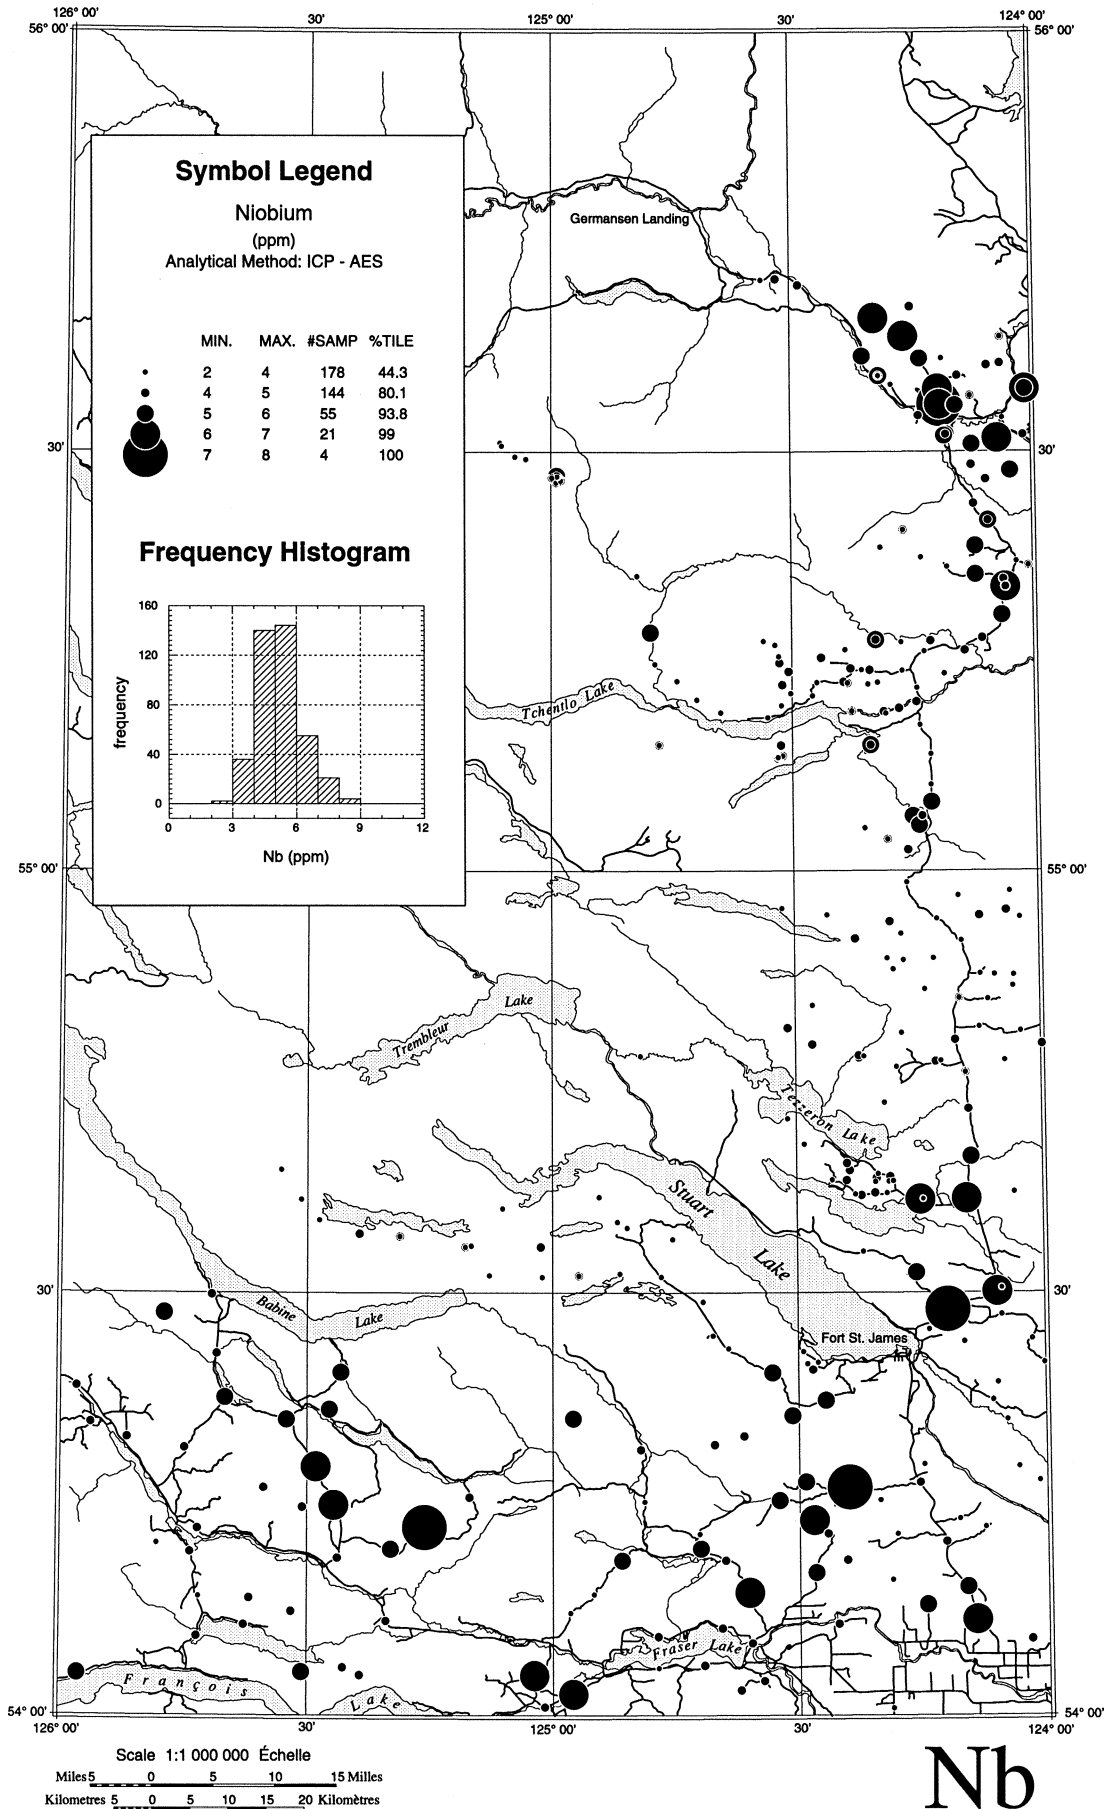 126° 00' 30' 125° 00' 30' 124° 00'
56° 00' 56° 00'
Symbol Legend
Niobium
(ppm)
Analytical Method: ICP - AES
MIN. MAX. #SAMP %TILE
2 4 178 44.3
4 5 144 80.1
5 6 55 93.8
6 7 21 99
7 8 4 100
Germansen Landing
30' 30'
Frequency Histogram
160
120
80
40
0
frequency
0 3 6 9 12
Nb (ppm)
Tchentlo Lake
55° 00' 55° 00'
Trembleur Lake
Tezzeron Lake
Stuart Lake
30' 30'
Babine Lake
Fort St. James
Fraser Lake
François Lake
54° 00' 54° 00'
126° 00' 30' 125° 00' 30' 124° 00'
Scale 1:1 000 000 Échelle
Miles 5 0 5 10 15 Milles
Kilometres 5 0 5 10 15 20 Kilomètres
Nb